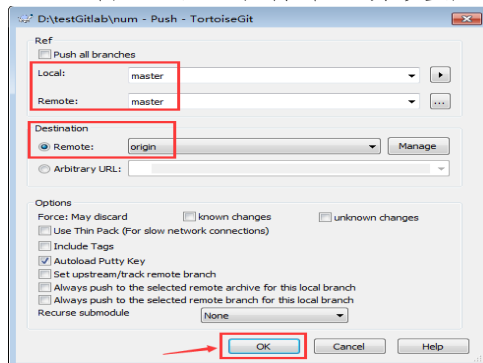 D:\testGitlab\num - Push - TortoiseGit
Ref
Push all branches
Local: master
Remote: master
Destination
Remote: origin Manage
Arbitrary URL:
Options
Force: May discard known changes unknown changes
Use Thin Pack (For slow network connections)
Include Tags
Autoload Putty Key
Set upstream/track remote branch
Always push to the selected remote archive for this local branch
Always push to the selected remote branch for this local branch
Recurse submodule None
OK Cancel Help